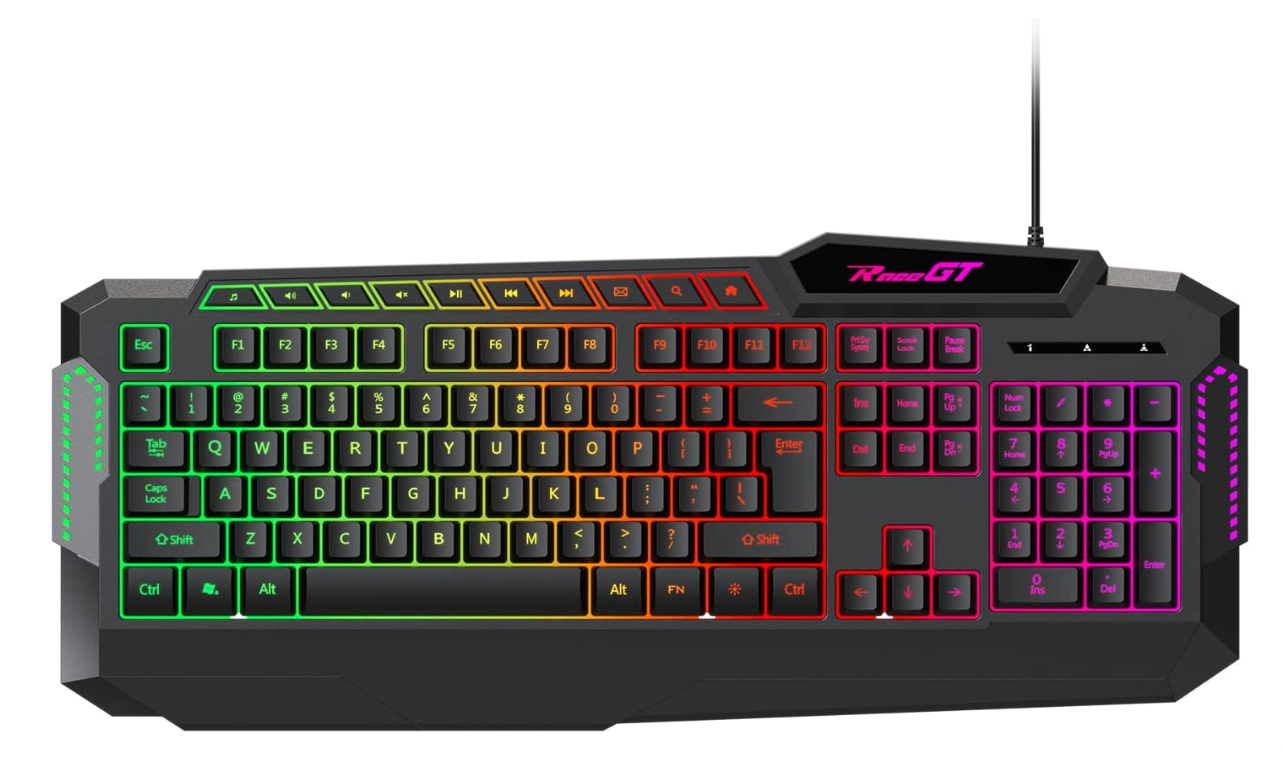 Race GT
Esc F1 F2 F3 F4 F5 F6 F7 F8 F9 F10 F11 F12 PrtScr Scroll Pause
SysRq Lock Break
~ ! @ # $ % ^ & * ( ) _ + Ins Home Pg Num / * -
` 1 2 3 4 5 6 7 8 9 0 - = ← Up Lock
Tab Q W E R T Y U I O P { } Enter Del End Pg 7 8 9 +
[ ] Dn Home ↑ PgUp
Caps A S D F G H J K L : " | 4 5 6
Lock ; ' \ ← →
Shift Z X C V B N M < > ? Shift ↑ 1 2 3 Enter
, . / End ↓ PgDn
Ctrl Alt Alt FN Ctrl ← ↓ → 0 .
Ins Del